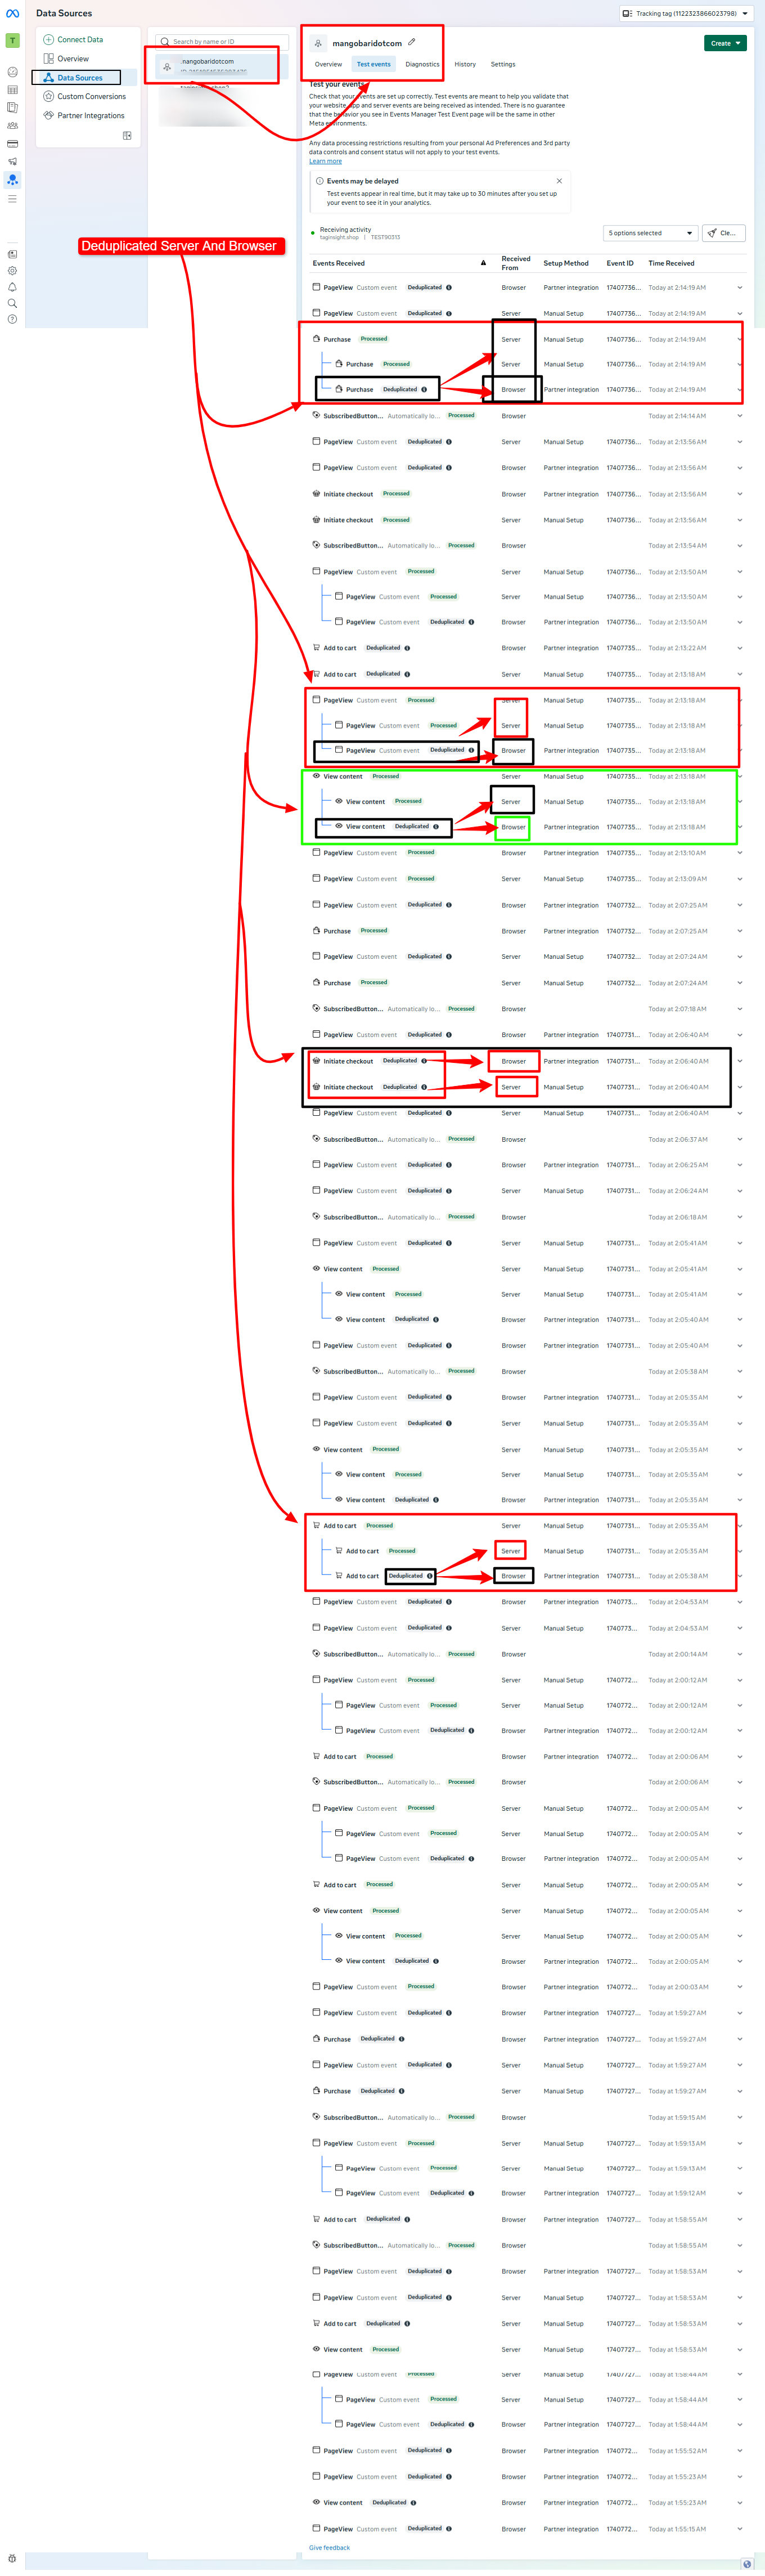 Data Sources
Tracking tag (1122323866023798)
T
Connect Data
Overview
Data Sources
Custom Conversions
Partner Integrations
Search by name or ID
mangobaridotcom
mangobaridotcom
Create
Overview Test events Diagnostics History Settings
Test your events
Check that your events are set up correctly. Test events are meant to help you validate that
your website, app and server events are being received as intended. There is no guarantee
that the behavior you see in Events Manager Test Event page will be the same in other
Meta environments.
Any data processing restrictions resulting from your personal Ad Preferences and 3rd party
data controls and consent status will not apply to your test events.
Learn more
Events may be delayed
Test events appear in real time, but it may take up to 30 minutes after you set up
your event to see it in your analytics.
Receiving activity
taginsight.shop | TEST90313
5 options selected
Cle...
Deduplicated Server And Browser
Events Received Received From Setup Method Event ID Time Received
PageView Custom event Deduplicated Browser Partner integration 17407736... Today at 2:14:19 AM
PageView Custom event Deduplicated Server Manual Setup 17407736... Today at 2:14:19 AM
Purchase Processed Server Manual Setup 17407736... Today at 2:14:19 AM
Purchase Processed Server Manual Setup 17407736... Today at 2:14:19 AM
Purchase Deduplicated Browser Partner integration 17407736... Today at 2:14:19 AM
SubscribedButton... Automatically lo... Processed Browser Today at 2:14:14 AM
PageView Custom event Deduplicated Server Manual Setup 17407736... Today at 2:13:56 AM
PageView Custom event Deduplicated Browser Partner integration 17407736... Today at 2:13:56 AM
Initiate checkout Processed Browser Partner integration 17407736... Today at 2:13:56 AM
Initiate checkout Processed Server Manual Setup 17407736... Today at 2:13:56 AM
SubscribedButton... Automatically lo... Processed Browser Today at 2:13:54 AM
PageView Custom event Processed Server Manual Setup 17407736... Today at 2:13:50 AM
PageView Custom event Processed Server Manual Setup 17407736... Today at 2:13:50 AM
PageView Custom event Deduplicated Browser Partner integration 17407736... Today at 2:13:50 AM
Add to cart Deduplicated Browser Partner integration 17407735... Today at 2:13:22 AM
Add to cart Deduplicated Server Manual Setup 17407735... Today at 2:13:18 AM
PageView Custom event Processed Server Manual Setup 17407735... Today at 2:13:18 AM
PageView Custom event Processed Server Manual Setup 17407735... Today at 2:13:18 AM
PageView Custom event Deduplicated Browser Partner integration 17407735... Today at 2:13:18 AM
View content Processed Server Manual Setup 17407735... Today at 2:13:18 AM
View content Processed Server Manual Setup 17407735... Today at 2:13:18 AM
View content Deduplicated Browser Partner integration 17407735... Today at 2:13:18 AM
PageView Custom event Processed Browser Partner integration 17407735... Today at 2:13:10 AM
PageView Custom event Processed Server Manual Setup 17407735... Today at 2:13:09 AM
PageView Custom event Deduplicated Browser Partner integration 17407732... Today at 2:07:25 AM
Purchase Processed Browser Partner integration 17407732... Today at 2:07:25 AM
PageView Custom event Deduplicated Server Manual Setup 17407732... Today at 2:07:24 AM
Purchase Processed Server Manual Setup 17407732... Today at 2:07:24 AM
SubscribedButton... Automatically lo... Processed Browser Today at 2:07:18 AM
PageView Custom event Deduplicated Browser Partner integration 17407731... Today at 2:06:40 AM
Initiate checkout Deduplicated Browser Partner integration 17407731... Today at 2:06:40 AM
Initiate checkout Deduplicated Server Manual Setup 17407731... Today at 2:06:40 AM
PageView Custom event Deduplicated Server Manual Setup 17407731... Today at 2:06:40 AM
SubscribedButton... Automatically lo... Processed Browser Today at 2:06:37 AM
PageView Custom event Deduplicated Browser Partner integration 17407731... Today at 2:06:25 AM
PageView Custom event Deduplicated Server Manual Setup 17407731... Today at 2:06:24 AM
SubscribedButton... Automatically lo... Processed Browser Today at 2:06:18 AM
PageView Custom event Deduplicated Server Manual Setup 17407731... Today at 2:05:41 AM
View content Processed Server Manual Setup 17407731... Today at 2:05:41 AM
View content Processed Server Manual Setup 17407731... Today at 2:05:41 AM
View content Deduplicated Browser Partner integration 17407731... Today at 2:05:40 AM
PageView Custom event Deduplicated Browser Partner integration 17407731... Today at 2:05:40 AM
SubscribedButton... Automatically lo... Processed Browser Today at 2:05:38 AM
PageView Custom event Deduplicated Browser Partner integration 17407731... Today at 2:05:35 AM
PageView Custom event Deduplicated Server Manual Setup 17407731... Today at 2:05:35 AM
View content Processed Server Manual Setup 17407731... Today at 2:05:35 AM
View content Processed Server Manual Setup 17407731... Today at 2:05:35 AM
View content Deduplicated Browser Partner integration 17407731... Today at 2:05:35 AM
Add to cart Processed Server Manual Setup 17407731... Today at 2:05:35 AM
Add to cart Processed Server Manual Setup 17407731... Today at 2:05:35 AM
Add to cart Deduplicated Browser Partner integration 17407731... Today at 2:05:38 AM
PageView Custom event Deduplicated Browser Partner integration 1740773... Today at 2:04:53 AM
PageView Custom event Deduplicated Server Manual Setup 1740773... Today at 2:04:53 AM
SubscribedButton... Automatically lo... Processed Browser Today at 2:00:14 AM
PageView Custom event Processed Server Manual Setup 1740772... Today at 2:00:12 AM
PageView Custom event Processed Server Manual Setup 1740772... Today at 2:00:12 AM
PageView Custom event Deduplicated Browser Partner integration 1740772... Today at 2:00:12 AM
Add to cart Processed Browser Partner integration 1740772... Today at 2:00:06 AM
SubscribedButton... Automatically lo... Processed Browser Today at 2:00:06 AM
PageView Custom event Processed Server Manual Setup 1740772... Today at 2:00:05 AM
PageView Custom event Processed Server Manual Setup 1740772... Today at 2:00:05 AM
PageView Custom event Deduplicated Browser Partner integration 1740772... Today at 2:00:05 AM
Add to cart Processed Server Manual Setup 1740772... Today at 2:00:05 AM
View content Processed Server Manual Setup 1740772... Today at 2:00:05 AM
View content Processed Server Manual Setup 1740772... Today at 2:00:05 AM
View content Deduplicated Browser Partner integration 1740772... Today at 2:00:05 AM
PageView Custom event Processed Browser Partner integration 1740772... Today at 2:00:03 AM
PageView Custom event Deduplicated Browser Partner integration 17407727... Today at 1:59:27 AM
Purchase Deduplicated Browser Partner integration 17407727... Today at 1:59:27 AM
PageView Custom event Deduplicated Server Manual Setup 17407727... Today at 1:59:27 AM
Purchase Deduplicated Server Manual Setup 17407727... Today at 1:59:27 AM
SubscribedButton... Automatically lo... Processed Browser Today at 1:59:15 AM
PageView Custom event Processed Server Manual Setup 17407727... Today at 1:59:13 AM
PageView Custom event Processed Server Manual Setup 17407727... Today at 1:59:13 AM
PageView Custom event Deduplicated Browser Partner integration 17407727... Today at 1:59:12 AM
Add to cart Deduplicated Browser Partner integration 17407727... Today at 1:58:55 AM
SubscribedButton... Automatically lo... Processed Browser Today at 1:58:55 AM
PageView Custom event Deduplicated Browser Partner integration 17407727... Today at 1:58:53 AM
PageView Custom event Deduplicated Server Manual Setup 17407727... Today at 1:58:53 AM
Add to cart Deduplicated Server Manual Setup 17407727... Today at 1:58:53 AM
View content Processed Server Manual Setup 17407727... Today at 1:58:53 AM
PageView Custom event Processed Server Manual Setup 17407727... Today at 1:58:44 AM
PageView Custom event Processed Server Manual Setup 17407727... Today at 1:58:44 AM
PageView Custom event Deduplicated Browser Partner integration 17407727... Today at 1:58:44 AM
PageView Custom event Deduplicated Browser Partner integration 17407727... Today at 1:55:52 AM
PageView Custom event Deduplicated Browser Partner integration 17407727... Today at 1:55:23 AM
View content Deduplicated Browser Partner integration 17407727... Today at 1:55:23 AM
PageView Custom event Deduplicated Browser Partner integration 17407727... Today at 1:55:15 AM
Give feedback